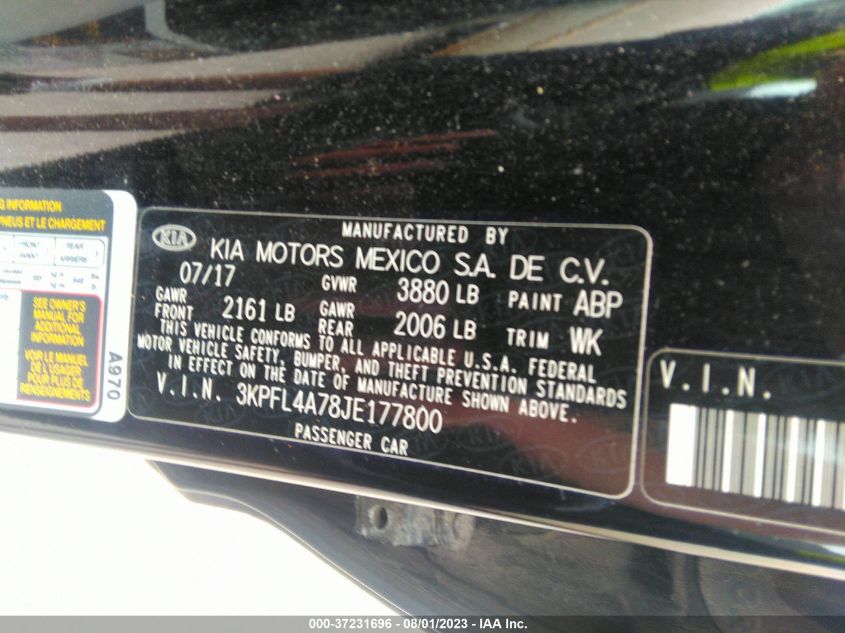 G INFORMATION
PNEUS ET LE CHARGEMENT
FRONT
AVANT
REAR
ARRIÈRE
SEE OWNER'S
MANUAL FOR
ADDITIONAL
INFORMATION
VOIR LE MANUEL
DE L'USAGER
POUR PLUS DE
RENSEIGNEMENTS
A970
MANUFACTURED BY
KIA KIA MOTORS MEXICO S.A. DE C.V.
07/17 GVWR 3880 LB PAINT ABP
GAWR FRONT 2161 LB GAWR REAR 2006 LB TRIM WK
THIS VEHICLE CONFORMS TO ALL APPLICABLE U.S.A. FEDERAL
MOTOR VEHICLE SAFETY, BUMPER, AND THEFT PREVENTION STANDARDS
IN EFFECT ON THE DATE OF MANUFACTURE SHOWN ABOVE.
V.I.N. 3KPFL4A78JE177800
PASSENGER CAR
V.I.N.
000-37231696 - 08/01/2023 - IAA Inc.